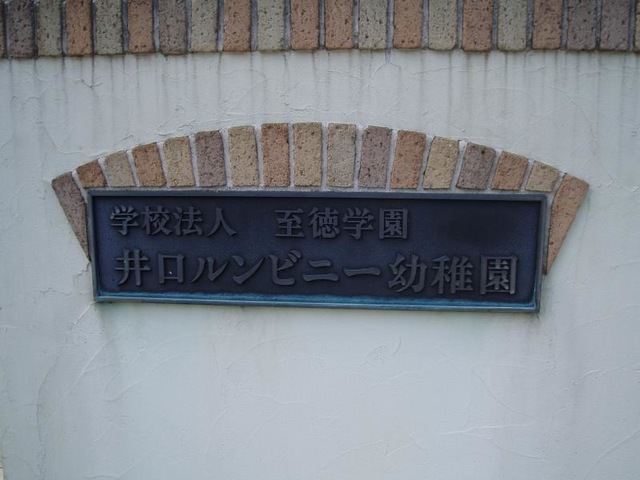 学校法人　至徳学園
井口ルンビニー幼稚園